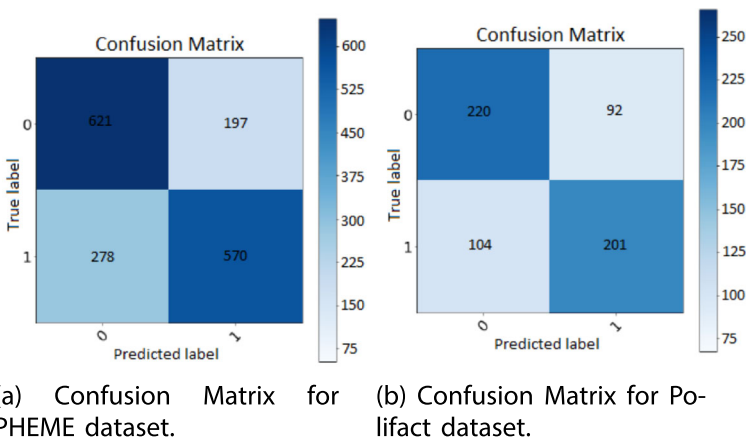 Confusion Matrix
0 621 197
1 278 570
True label
0 1
Predicted label
600
525
450
375
300
225
150
75
Confusion Matrix
0 220 92
1 104 201
True label
0 1
Predicted label
250
225
200
175
150
125
100
75
(a) Confusion Matrix for
PHEME dataset.
(b) Confusion Matrix for Po-
lifact dataset.